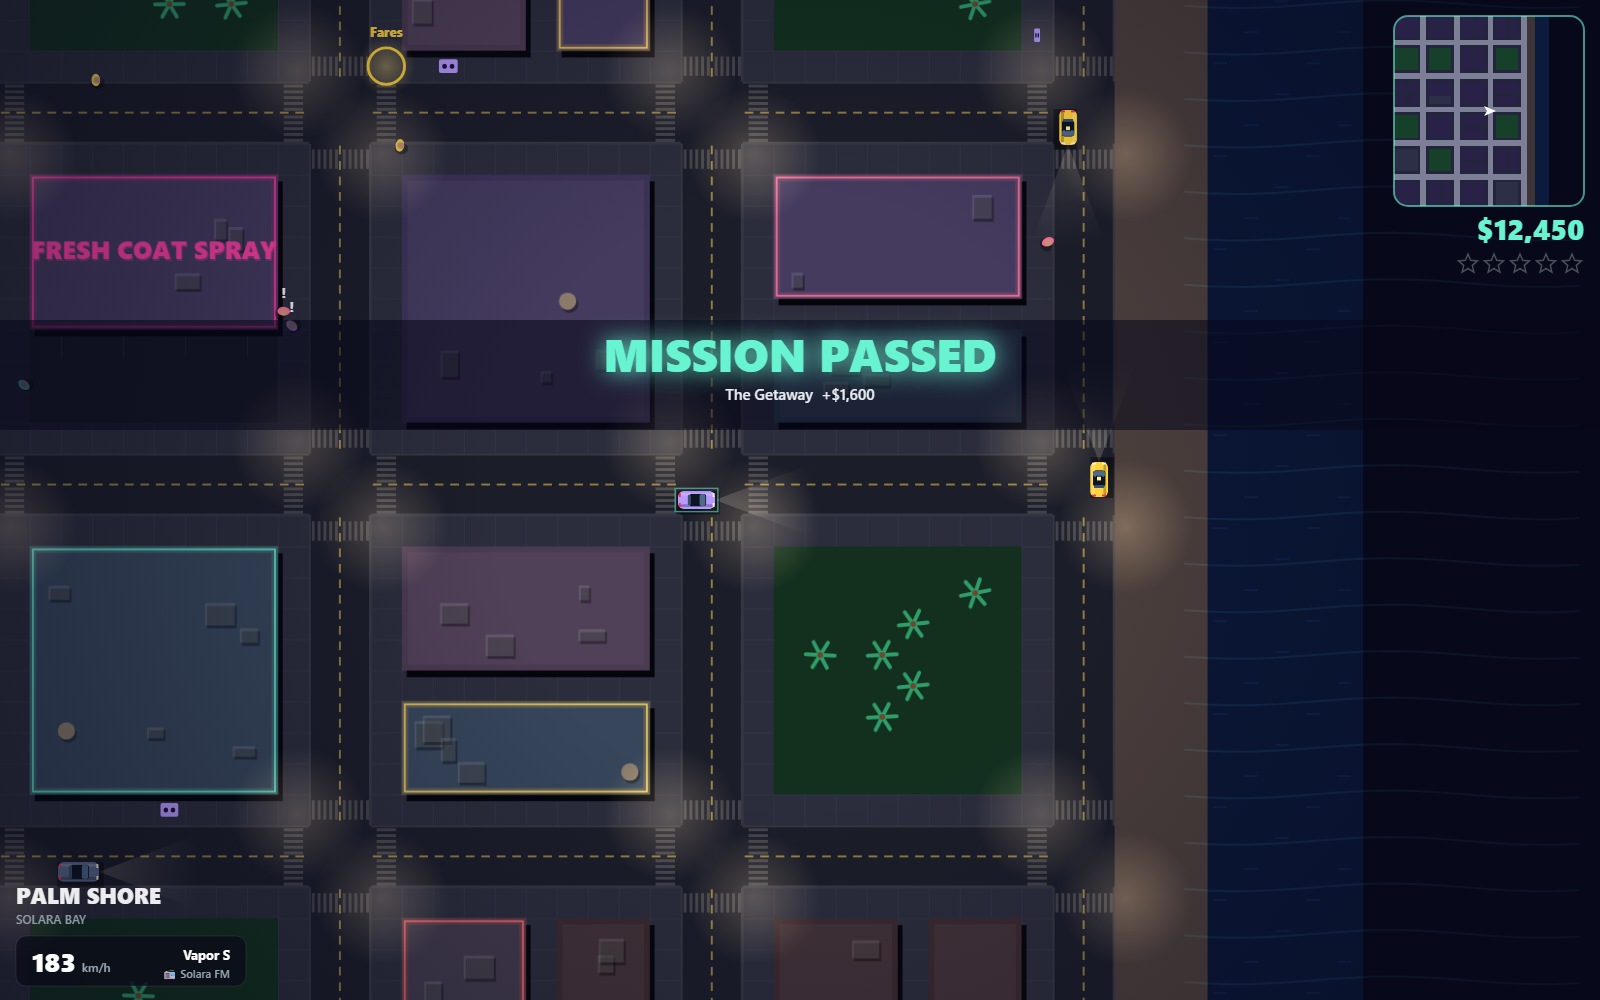 Fares
$12,450
FRESH COAT SPRAY
!
!
MISSION PASSED
The Getaway +$1,600
PALM SHORE
SOLARA BAY
183 km/h
Vapor S
Solara FM